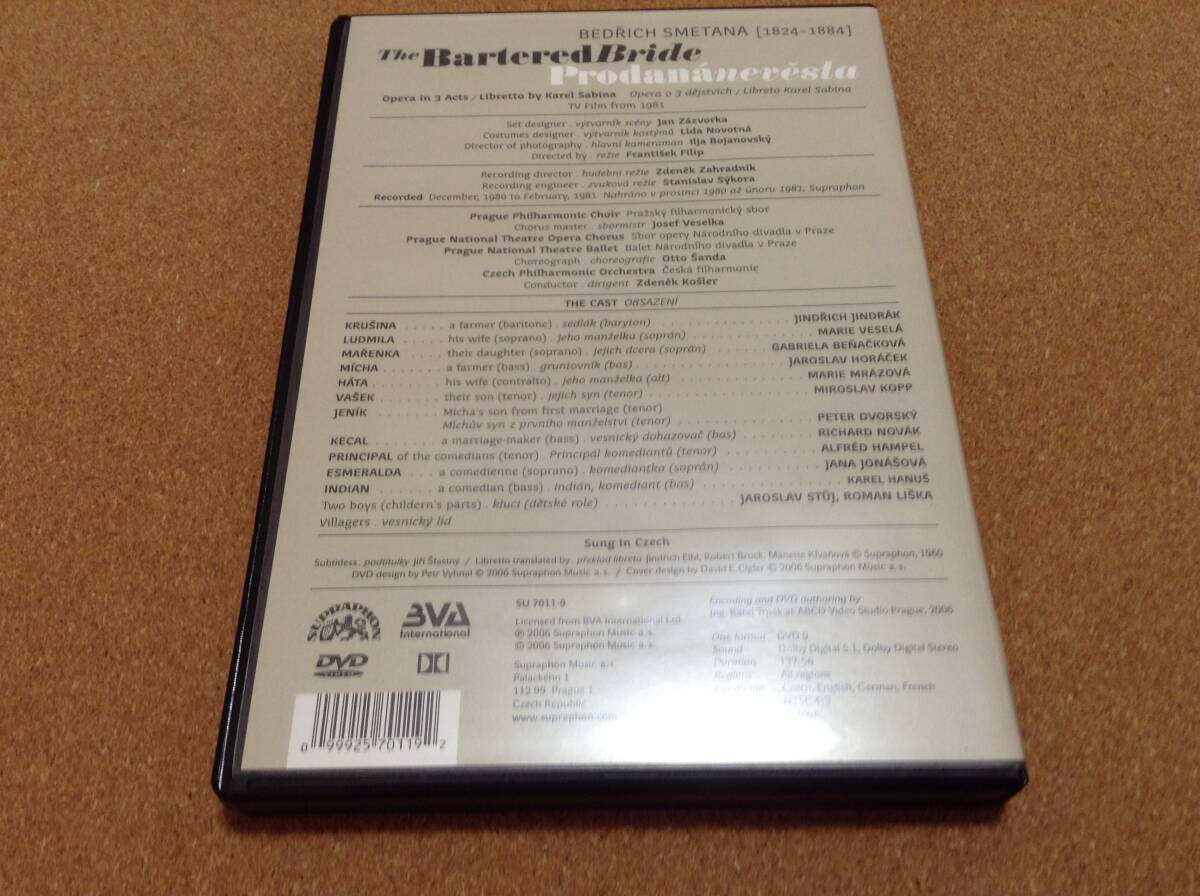 BEDŘICH SMETANA [1824-1884]
The Bartered Bride
Prodaná nevěsta
Opera in 3 Acts / Libretto by Karel Sabina Opera o 3 dějstvích / Libreto Karel Sabina
TV Film from 1981
Set designer . výtvarník scény Jan Zázvorka
Costumes designer . výtvarník kostýmů Lída Novotná
Director of photography . hlavní kameraman Ilja Bojanovský
Directed by . režie František Filip
Recording director . hudební režie Zdeněk Zahradník
Recording engineer . zvuková režie Stanislav Sýkora
Recorded December, 1980 to February, 1981 Nahráno v prosinci 1980 až únoru 1981, Supraphon
Prague Philharmonic Choir Pražský filharmonický sbor
Chorus master . sbormistr Josef Veselka
Prague National Theatre Opera Chorus Sbor opery Národního divadla v Praze
Prague National Theatre Ballet Balet Národního divadla v Praze
Choreograph . choreografie Otto Šanda
Czech Philharmonic Orchestra Česká filharmonie
Conductor . dirigent Zdeněk Košler
THE CAST OBSAZENÍ
KRUŠINA ..... a farmer (baritone) . sedlák (baryton) ..... JINDŘICH JINDRÁK
LUDMILA ..... his wife (soprano) . jeho manželka (soprán) ..... MARIE VESELÁ
MAŘENKA ..... their daughter (soprano) . jejich dcera (soprán) ..... GABRIELA BEŇAČKOVÁ
MÍCHA ..... a farmer (bass) . gruntovník (bas) ..... JAROSLAV HORÁČEK
HÁTA ..... his wife (contralto) . jeho manželka (alt) ..... MARIE MRÁZOVÁ
VAŠEK ..... their son (tenor) . jejich syn (tenor) ..... MIROSLAV KOPP
JENÍK ..... Micha's son from first marriage (tenor)
Míchův syn z prvního manželství (tenor) ..... PETER DVORSKÝ
KECAL ..... a marriage-maker (bass) . vesnický dohazovač (bas) ..... RICHARD NOVÁK
PRINCIPAL of the comedians (tenor) . Principál komediantů (tenor) ..... ALFRÉD HAMPEL
ESMERALDA ... a comedienne (soprano) . komediantka (soprán) ..... JANA JONÁŠOVÁ
INDIAN ..... a comedian (bass) . Indián, komediant (bas) ..... KAREL HANUŠ
Two boys (childern's parts) . kluci (dětské role) ..... JAROSLAV STŮJ, ROMAN LIŠKA
Villagers . vesnický lid
Sung in Czech
Subtitles . podtitulky Jiří Šťastný / Libretto translated by . překlad libreta Jindřich Elbl, Robert Brock, Manette Klvaňová © Supraphon, 1960
DVD design by Petr Vyhnal © 2006 Supraphon Music a. s. / Cover design by David E. Cígler © 2006 Supraphon Music a. s.
SUPRAPHON
BVA
International
DVD
VIDEO
SU 7011-9
Licensed from BVA International Ltd.
℗ 2006 Supraphon Music a. s.
© 2006 Supraphon Music a. s.
Supraphon Music a. s.
Palackého 1
112 99 Prague 1
Czech Republic
www.supraphon.com
Encoding and DVD authoring by
Ing. Karel Trpák at ABCD Video Studio Prague, 2006
Disc format DVD 9
Sound Dolby Digital 5.1, Dolby Digital Stereo
Duration 137:56
Regions All regions
Czech, English, German, French
NTSC 4:3
0 99925 70119 2